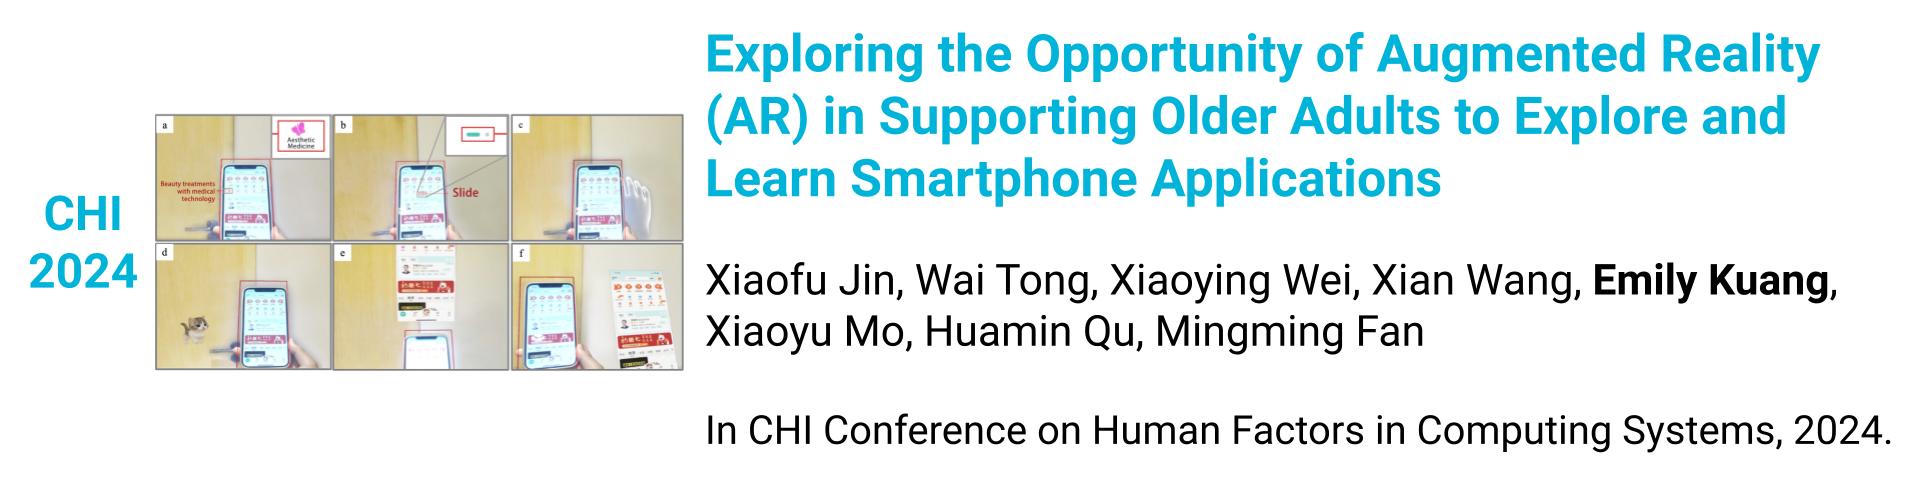 CHI
2024
a
Aesthetic
Medicine
Beauty treatments
with medical
technology
b
Slide
c
d
e
f
Exploring the Opportunity of Augmented Reality
(AR) in Supporting Older Adults to Explore and
Learn Smartphone Applications
Xiaofu Jin, Wai Tong, Xiaoying Wei, Xian Wang, Emily Kuang,
Xiaoyu Mo, Huamin Qu, Mingming Fan
In CHI Conference on Human Factors in Computing Systems, 2024.